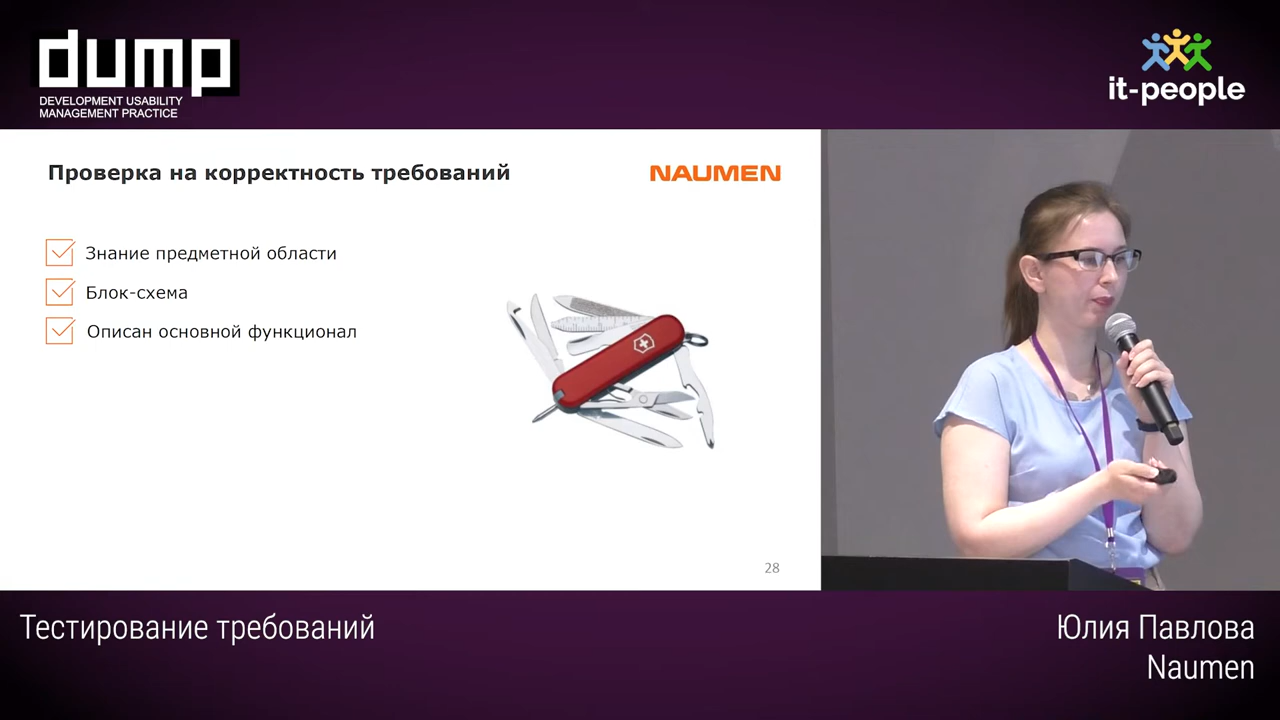 dump
DEVELOPMENT USABILITY
MANAGEMENT PRACTICE
it-people
Проверка на корректность требований
NAUMEN
Знание предметной области
Блок-схема
Описан основной функционал
28
Тестирование требований
Юлия Павлова
Naumen